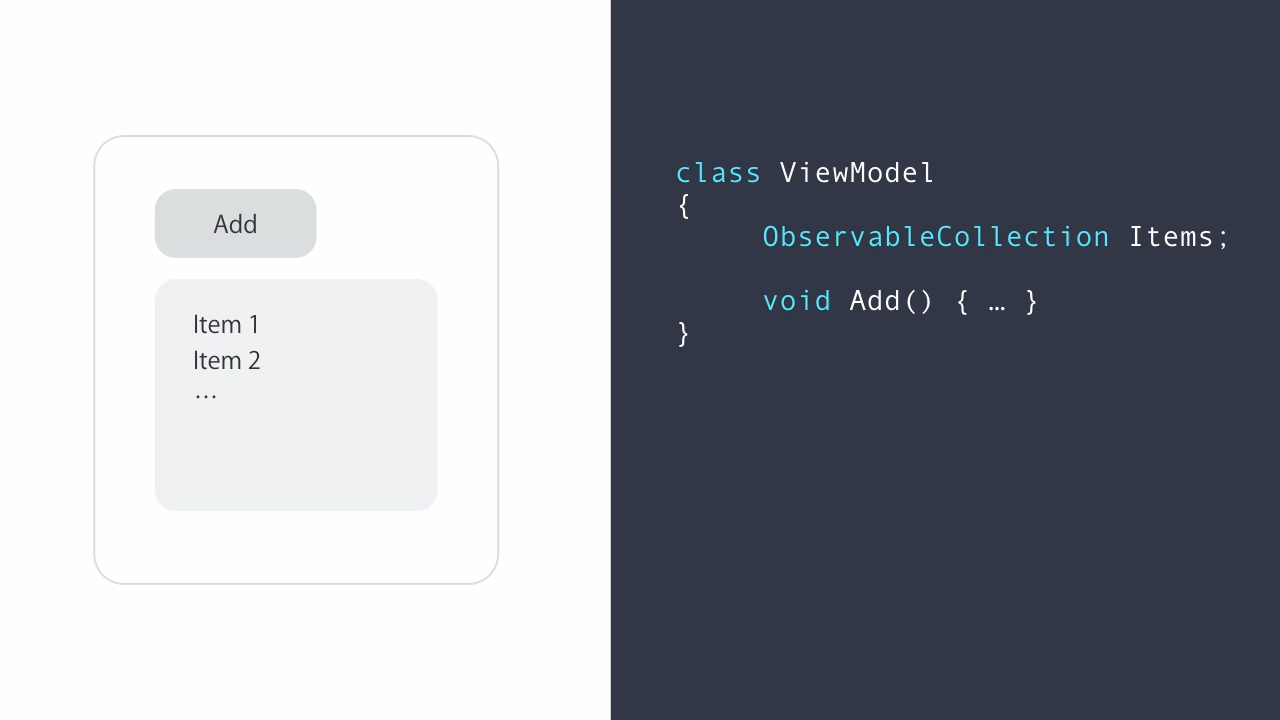 Add
Item 1
Item 2
...
class ViewModel
{
ObservableCollection Items;
void Add() { … }
}